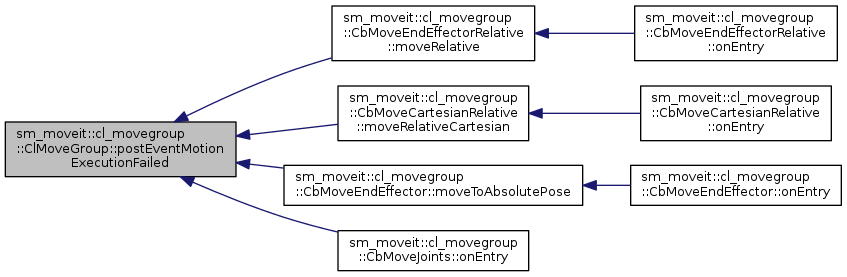 sm_moveit::cl_movegroup
::CbMoveEndEffectorRelative
::moveRelative
sm_moveit::cl_movegroup
::CbMoveEndEffectorRelative
::onEntry
sm_moveit::cl_movegroup
::ClMoveGroup::postEventMotion
ExecutionFailed
sm_moveit::cl_movegroup
::CbMoveCartesianRelative
::moveRelativeCartesian
sm_moveit::cl_movegroup
::CbMoveCartesianRelative
::onEntry
sm_moveit::cl_movegroup
::CbMoveEndEffector::moveToAbsolutePose
sm_moveit::cl_movegroup
::CbMoveEndEffector::onEntry
sm_moveit::cl_movegroup
::CbMoveJoints::onEntry